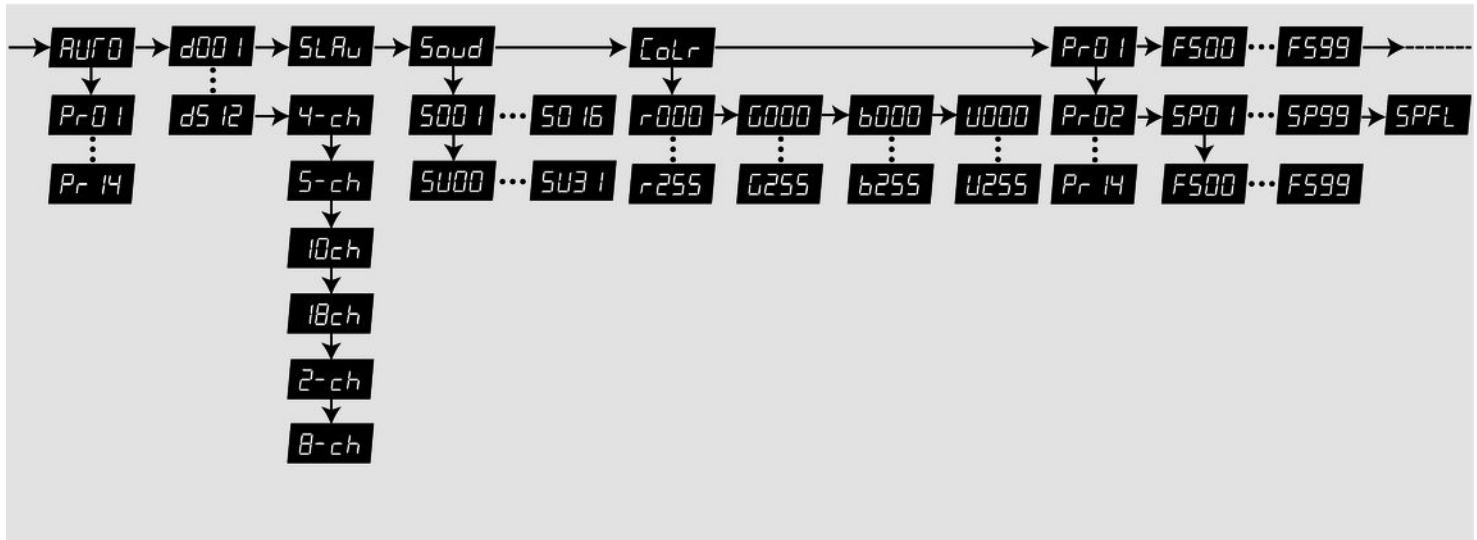 AUTO d001 SLAv Soud Colr Pr01 FS00 ... FS99
Pr01 d512 4-ch S001 ... S016 r000 G000 b000 U000 Pr02 SP01 ... SP99 SPFL
Pr14 5-ch SU00 ... SU31 r255 G255 b255 U255 Pr14 FS00 ... FS99
10ch
18ch
2-ch
8-ch